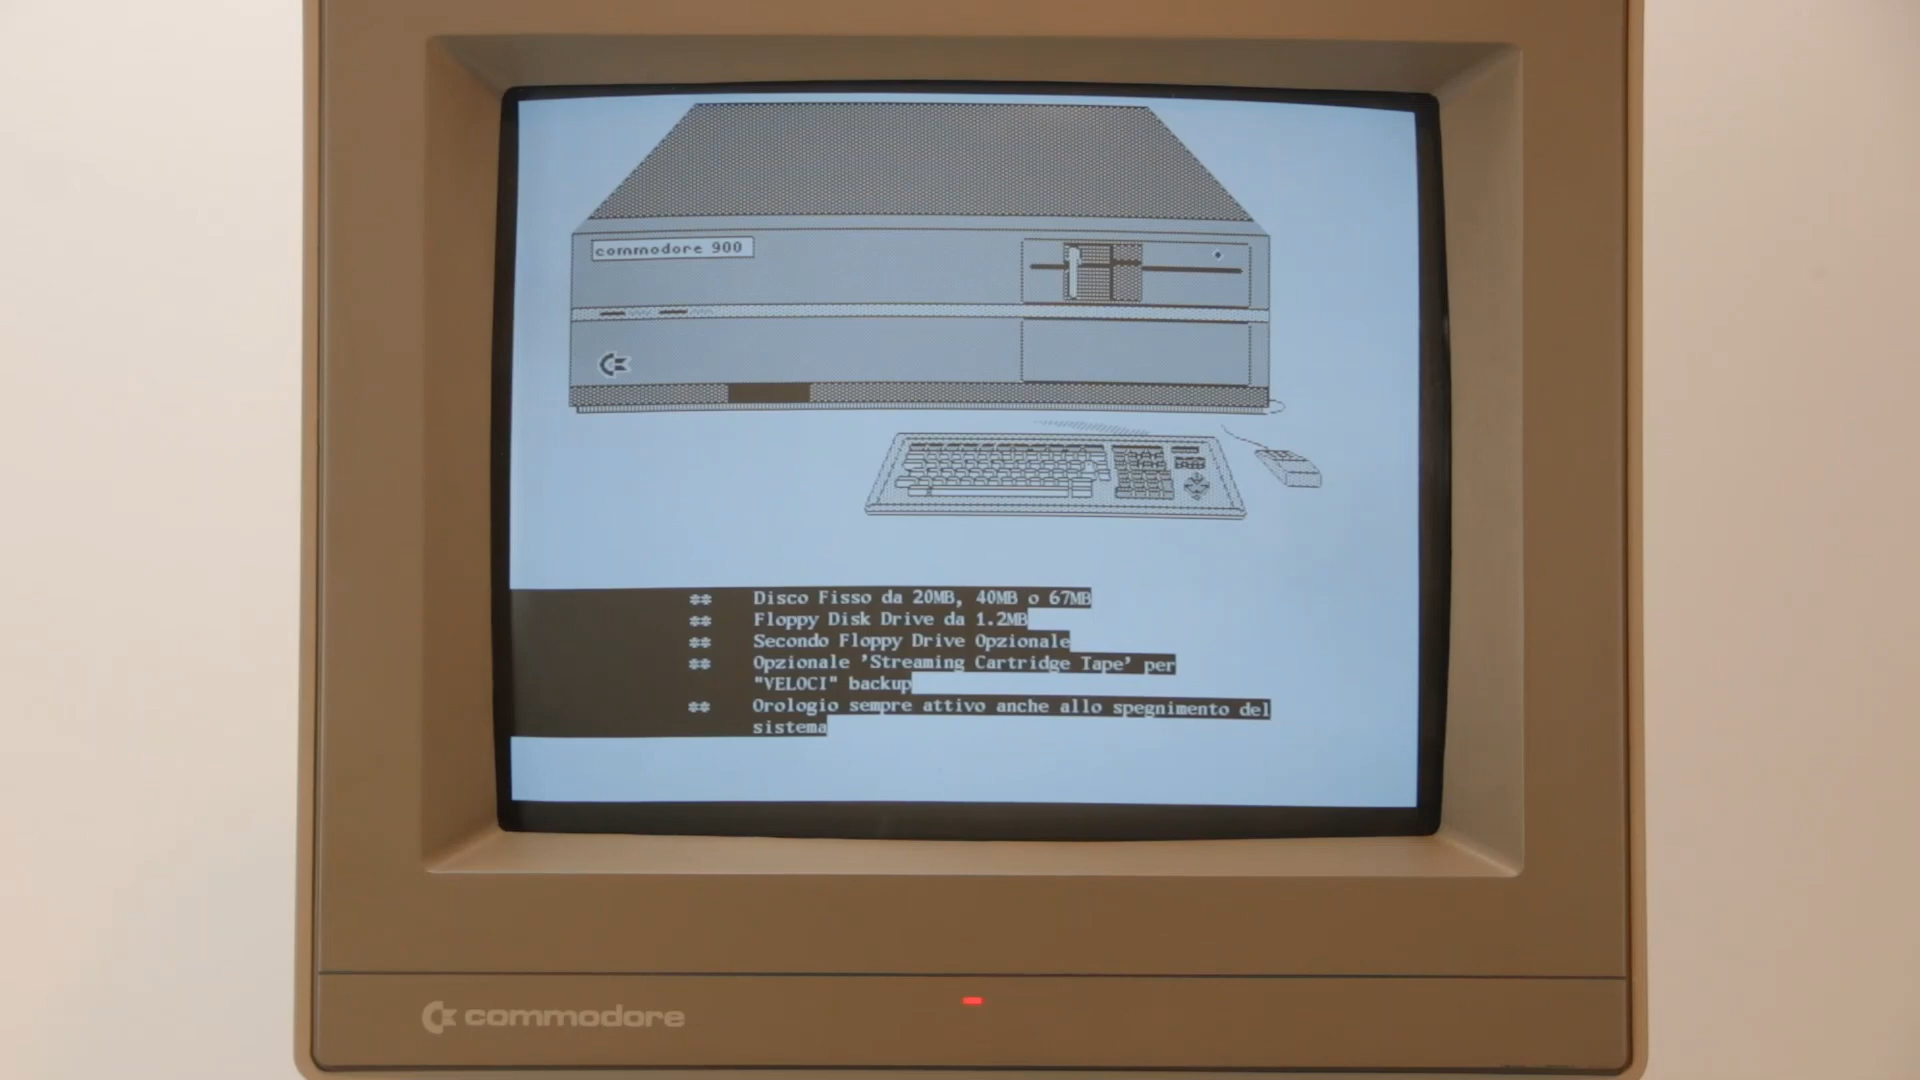 commodore 900
** Disco Fisso da 20MB, 40MB o 67MB
** Floppy Disk Drive da 1.2MB
** Secondo Floppy Drive Opzionale
** Opzionale 'Streaming Cartridge Tape' per
"VELOCI" backup
** Orologio sempre attivo anche allo spegnimento del
sistema
commodore